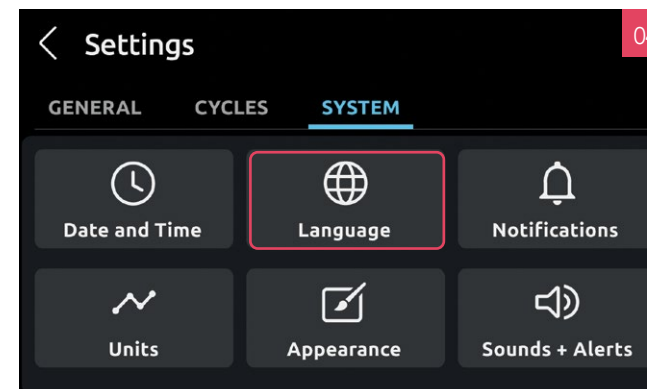 Settings
GENERAL CYCLES SYSTEM
Date and Time Language Notifications
Units Appearance Sounds + Alerts